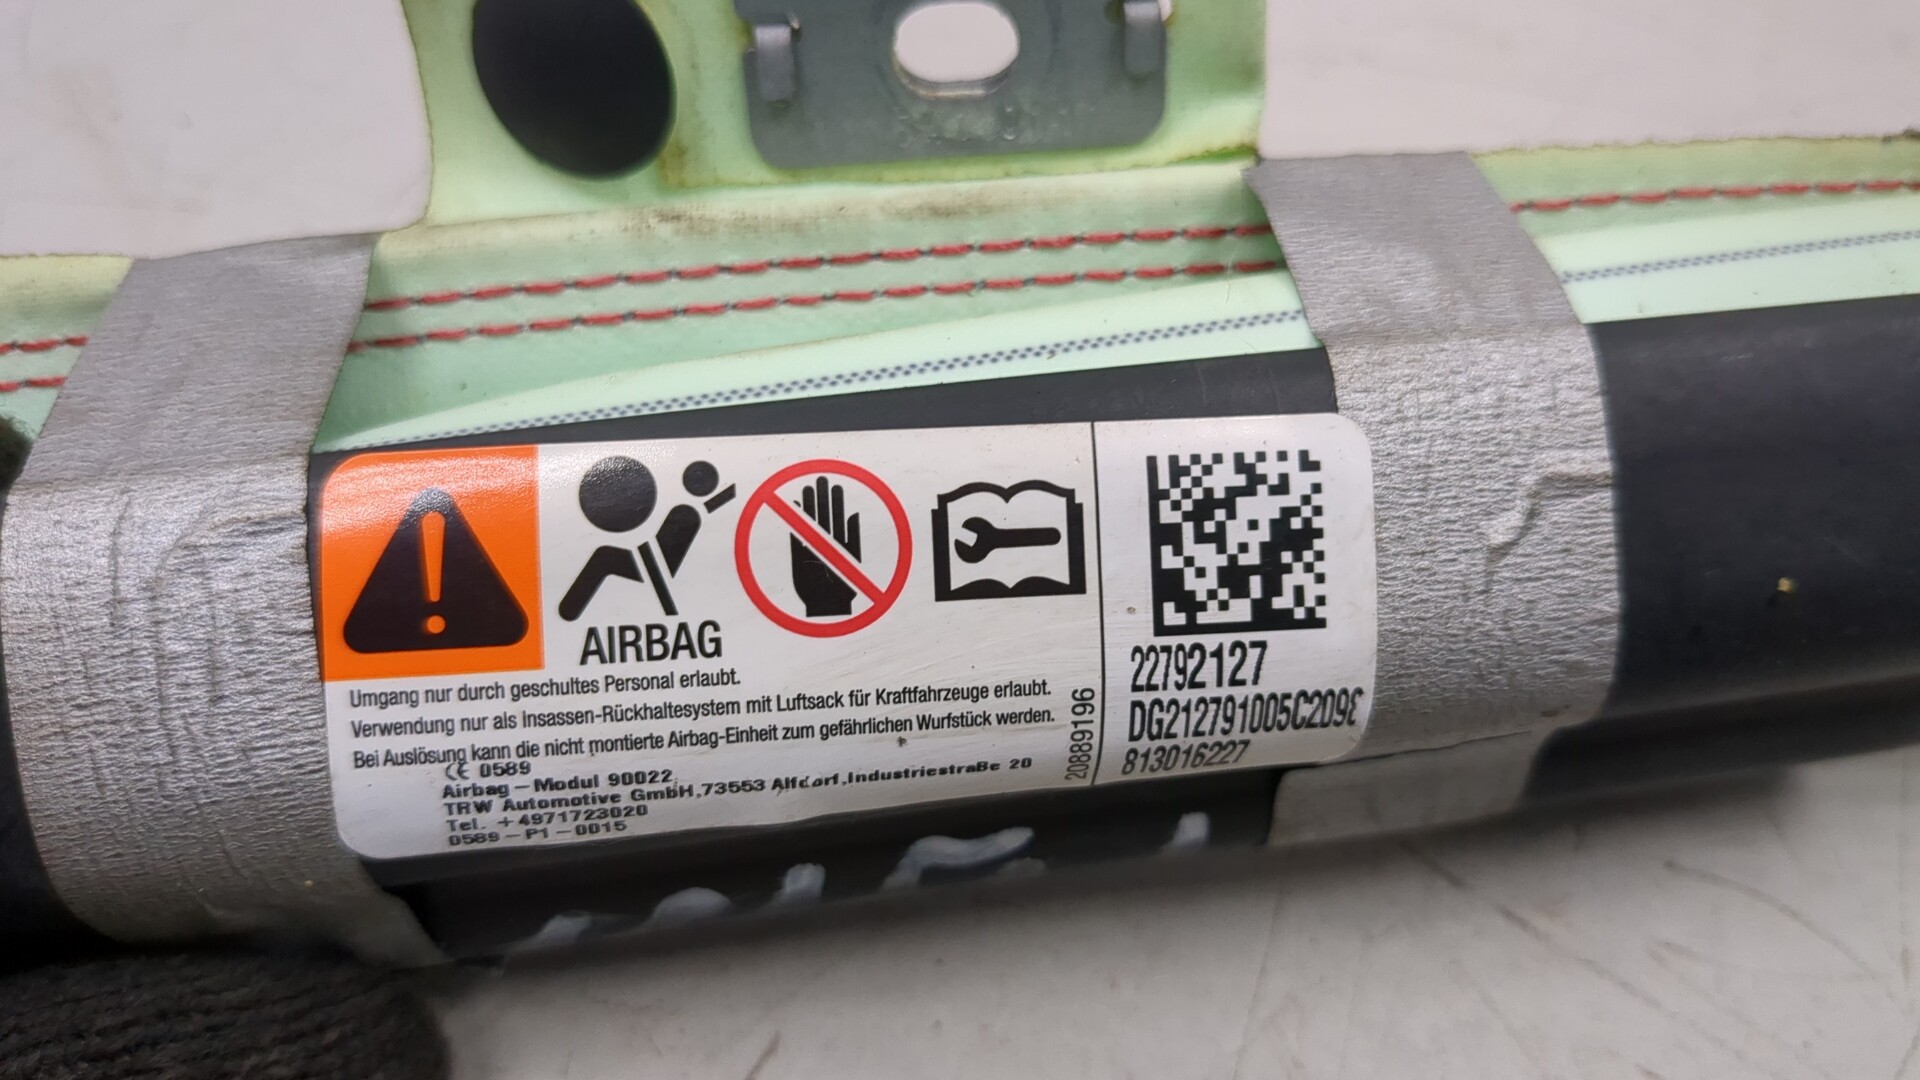 AIRBAG
Umgang nur durch geschultes Personal erlaubt.
Verwendung nur als Insassen-Rückhaltesystem mit Luftsack für Kraftfahrzeuge erlaubt.
Bei Auslösung kann die nicht montierte Airbag-Einheit zum gefährlichen Wurfstück werden.
CE 0589
Airbag-Modul 90022
TRW Automotive GmbH,73553 Alfdorf,Industriestraße 20
Tel. +4971723020
0589-P1-0015
20889196
22792127
DG212791005C209
813016227